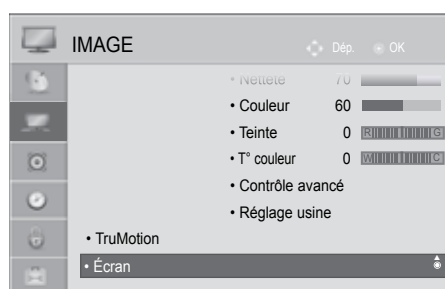 IMAGE
Dép. OK
• Netteté 70
• Couleur 60
• Teinte 0 R G
• T° couleur 0 W C
• Contrôle avancé
• Réglage usine
• TruMotion
• Écran